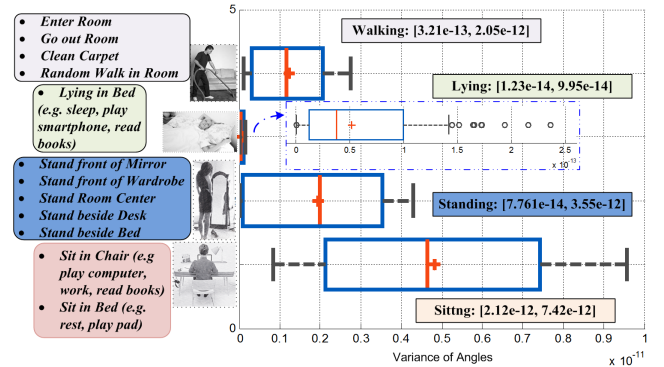 • Enter Room
• Go out Room
• Clean Carpet
• Random Walk in Room
• Lying in Bed
(e.g. sleep, play
smartphone, read
books)
• Stand front of Mirror
• Stand front of Wardrobe
• Stand Room Center
• Stand beside Desk
• Stand beside Bed
• Sit in Chair (e.g
play computer,
work, read books)
• Sit in Bed (e.g.
rest, play pad)
5
Walking: [3.21e-13, 2.05e-12]
Lying: [1.23e-14, 9.95e-14]
0 0.5 1 1.5 2 2.5
x 10⁻¹³
Standing: [7.761e-14, 3.55e-12]
Sittng: [2.12e-12, 7.42e-12]
0
0 0.1 0.2 0.3 0.4 0.5 0.6 0.7 0.8 0.9 1
Variance of Angles
x 10⁻¹¹